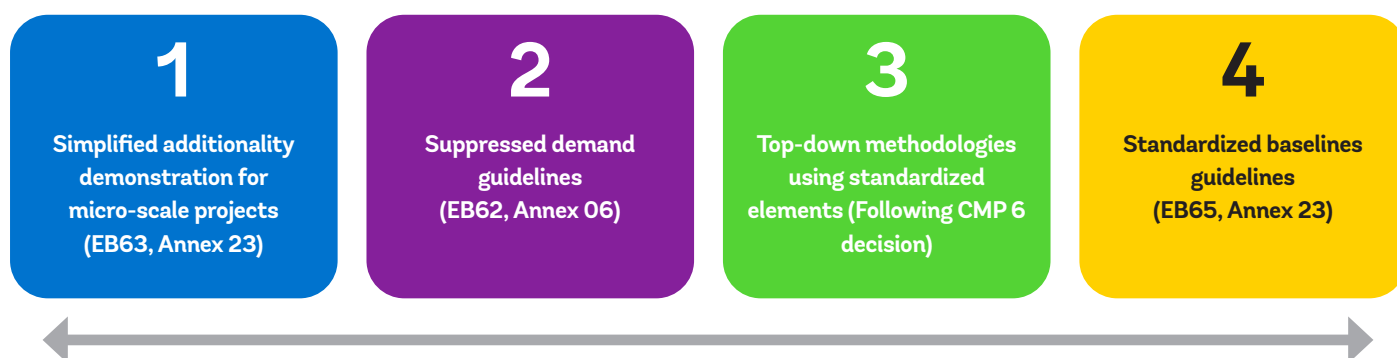 1
Simplified additionality
demonstration for
micro-scale projects
(EB63, Annex 23)
2
Suppressed demand
guidelines
(EB62, Annex 06)
3
Top-down methodologies
using standardized
elements (Following CMP 6
decision)
4
Standardized baselines
guidelines
(EB65, Annex 23)